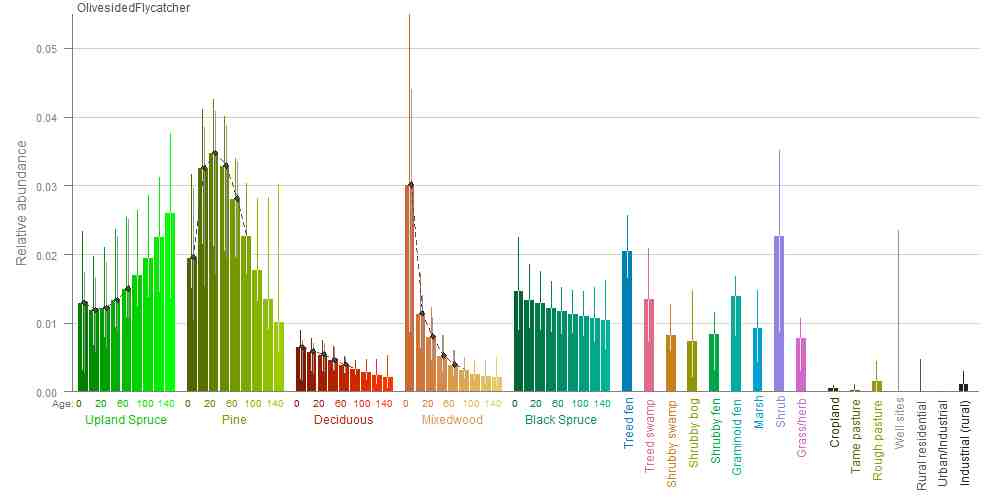 OlivesidedFlycatcher
Relative abundance
0.05
0.04
0.03
0.02
0.01
0.00
Age: 0 20 60 100 140 0 20 60 100 140 0 20 60 100 140 0 20 60 100 140 0 20 60 100 140
Upland Spruce Pine Deciduous Mixedwood Black Spruce
Treed fen
Treed swamp
Shrubby swamp
Shrubby bog
Shrubby fen
Graminoid fen
Marsh
Shrub
Grass/herb
Cropland
Tame pasture
Rough pasture
Well sites
Rural residential
Urban/Industrial
Industrial (rural)